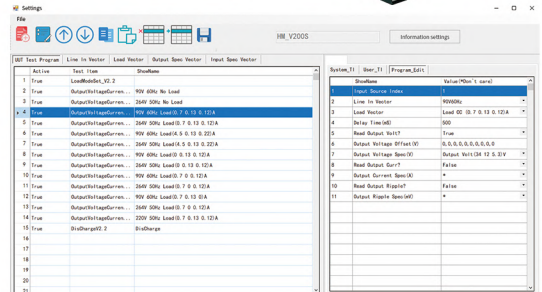 Settings
File
HW_V200S
Information settings
UUT Test Program Line In Vector Load Vector Output Spec Vector Input Spec Vector
Active Test Item ShowName
1 True LoadModeSet_V2.2
2 True OutputVoltageCurren... 90V 60Hz No Load
3 True OutputVoltageCurren... 264V 50Hz No Load
4 True OutputVoltageCurren... 90V 60Hz Load(0.7 0.13 0.12)A
5 True OutputVoltageCurren... 264V 50Hz Load(0.7 0.13 0.12)A
6 True OutputVoltageCurren... 90V 60Hz Load(4.5 0.13 0.22)A
7 True OutputVoltageCurren... 264V 50Hz Load(4.5 0.13 0.22)A
8 True OutputVoltageCurren... 90V 60Hz Load(0 0.13 0.12)A
9 True OutputVoltageCurren... 264V 50Hz Load(0 0.13 0.12)A
10 True OutputVoltageCurren... 90V 60Hz Load(0.7 0 0.12)A
11 True OutputVoltageCurren... 264V 50Hz Load(0.7 0 0.12)A
12 True OutputVoltageCurren... 90V 60Hz Load(0.7 0.13 0)A
13 True OutputVoltageCurren... 264V 50Hz Load(0.7 0.13 0)A
14 True OutputVoltageCurren... 220V 50Hz Load(0.7 0.13 0.12)A
15 True DisChargeV2.2 DisCharge
16
17
18
19
20
21
System_TI User_TI Program_Edit
ShowName Value(*Don't care)
1 Input Source Index ?
2 Line In Vector 90V60Hz
3 Load Vector Load CC (0.7 0.13 0.12)A
4 Delay Time(mS) 500
5 Read Output Volt? True
6 Output Voltage Offset(V) 0,0,0,0,0,0,0,0,0,0
7 Output Voltage Spec(V) Output Volt(34 12 5.3)V
8 Read Output Curr? False
9 Output Current Spec(A) *
10 Read Output Ripple? False
11 Output Ripple Spec(mV) *